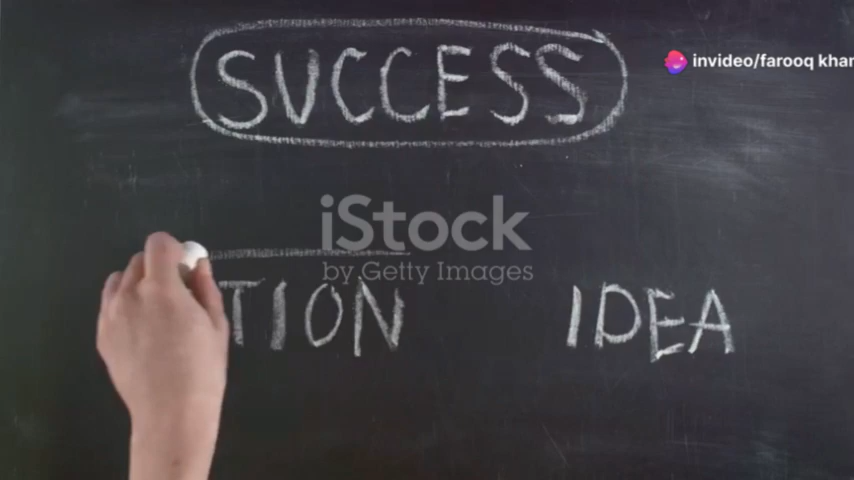 SUCCESS
invideo/farooq khan
iStock
by Getty Images
TION IDEA